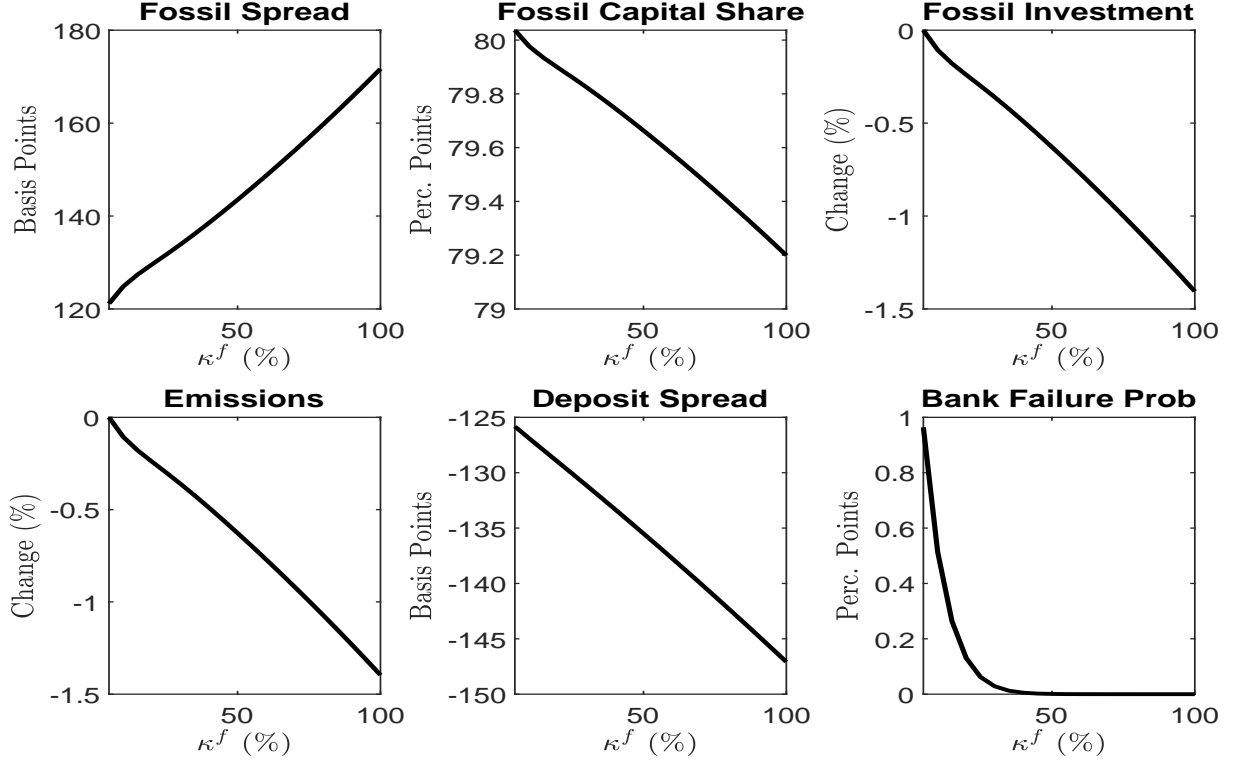 Fossil Spread
180
160
140
120
Basis Points
50
100
κ^f (%)
Fossil Capital Share
80
79.8
79.6
79.4
79.2
79
Perc. Points
50
100
κ^f (%)
Fossil Investment
0
-0.5
-1
-1.5
Change (%)
50
100
κ^f (%)
Emissions
0
-0.5
-1
-1.5
Change (%)
50
100
κ^f (%)
Deposit Spread
-125
-130
-135
-140
-145
-150
Basis Points
50
100
κ^f (%)
Bank Failure Prob
1
0.8
0.6
0.4
0.2
0
Perc. Points
50
100
κ^f (%)